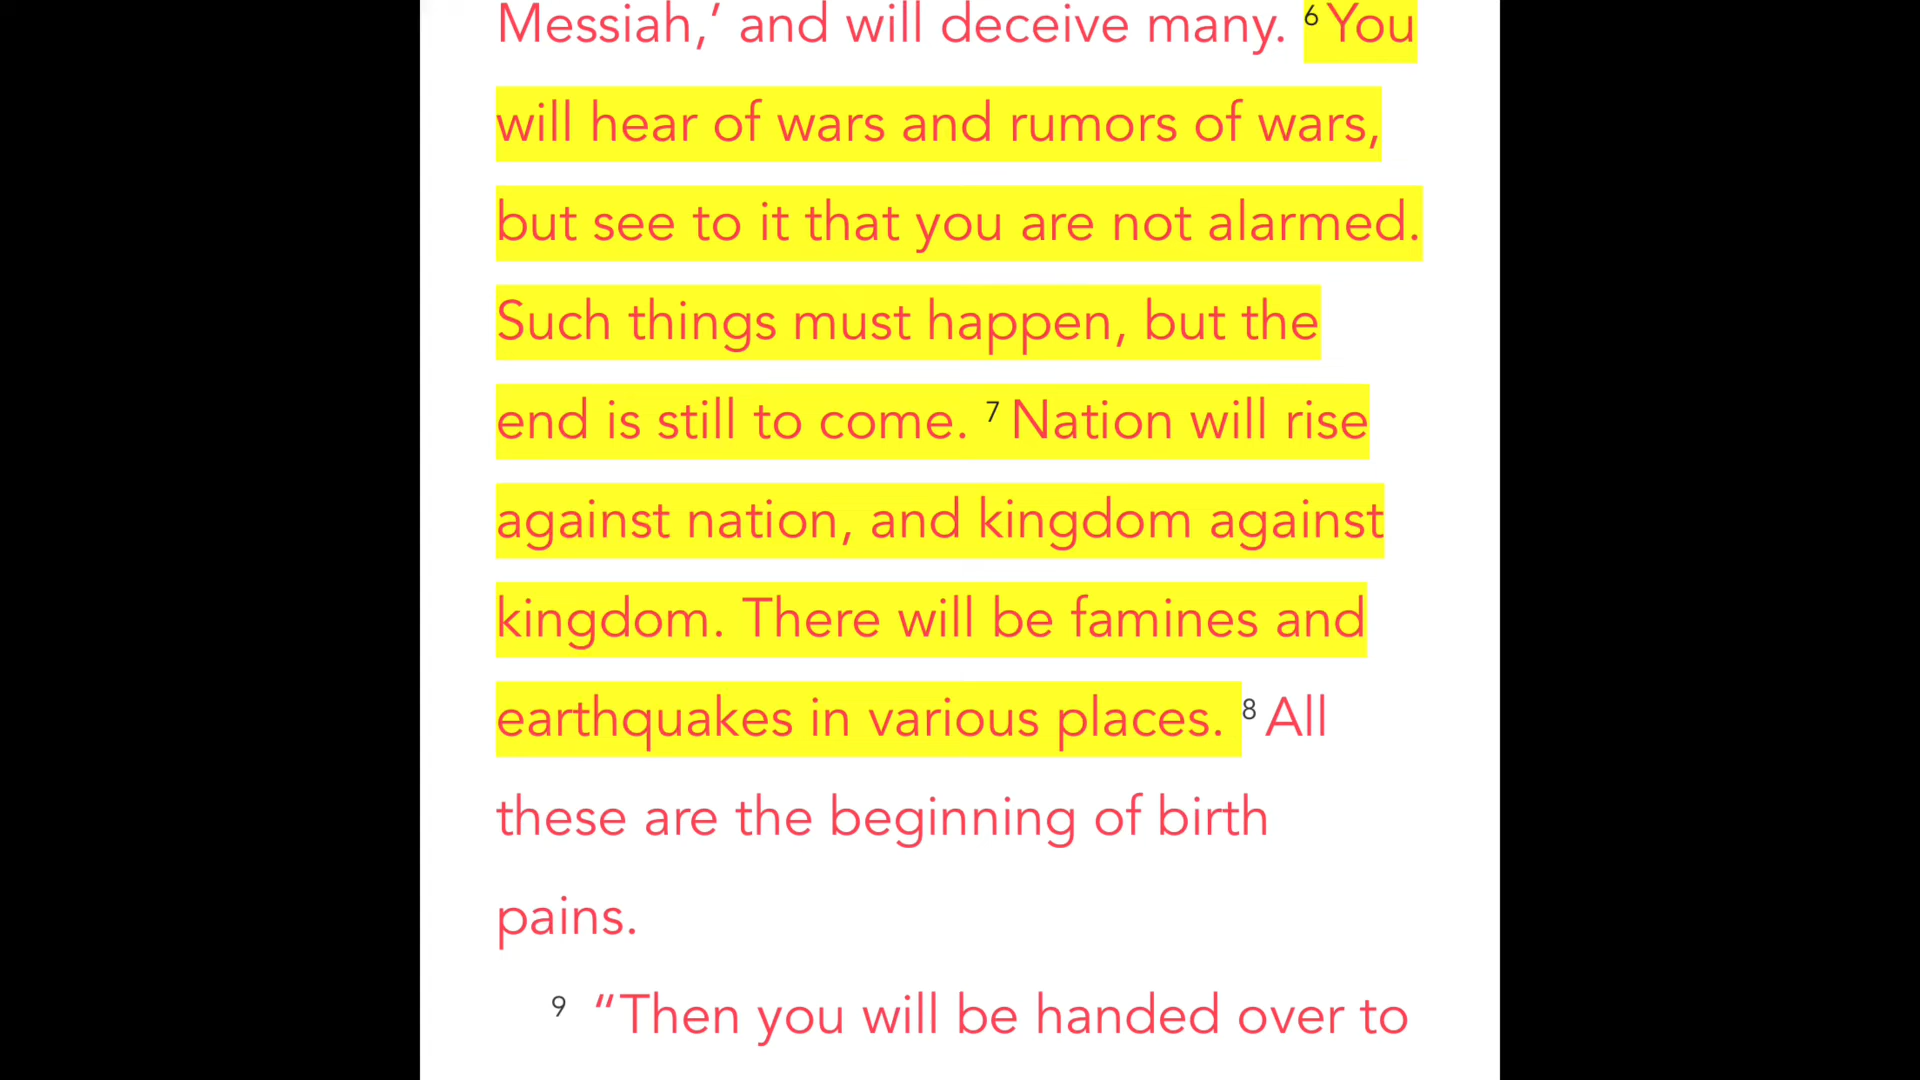 Messiah,’ and will deceive many. 6 You
will hear of wars and rumors of wars,
but see to it that you are not alarmed.
Such things must happen, but the
end is still to come. 7 Nation will rise
against nation, and kingdom against
kingdom. There will be famines and
earthquakes in various places. 8 All
these are the beginning of birth
pains.
9 “Then you will be handed over to